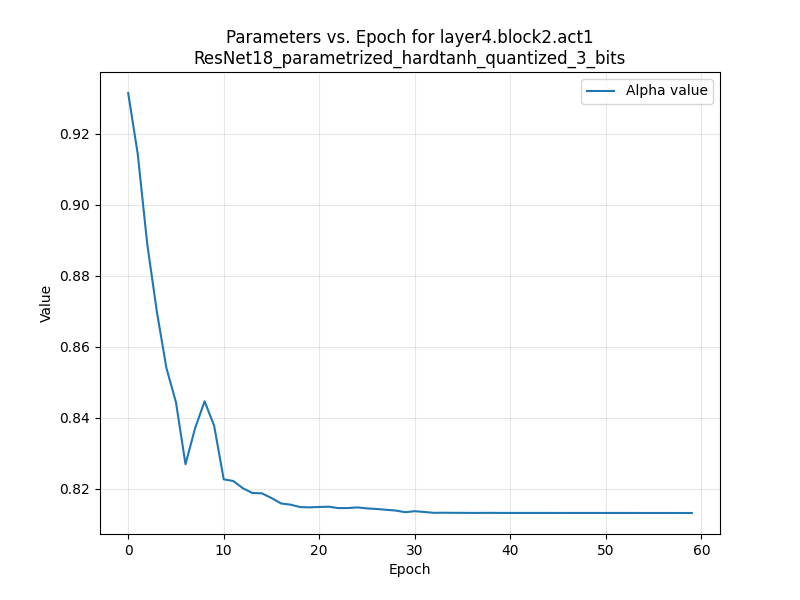 Parameters vs. Epoch for layer4.block2.act1
ResNet18_parametrized_hardtanh_quantized_3_bits
Alpha value
0.92
0.90
0.88
0.86
0.84
0.82
Value
0 10 20 30 40 50 60
Epoch